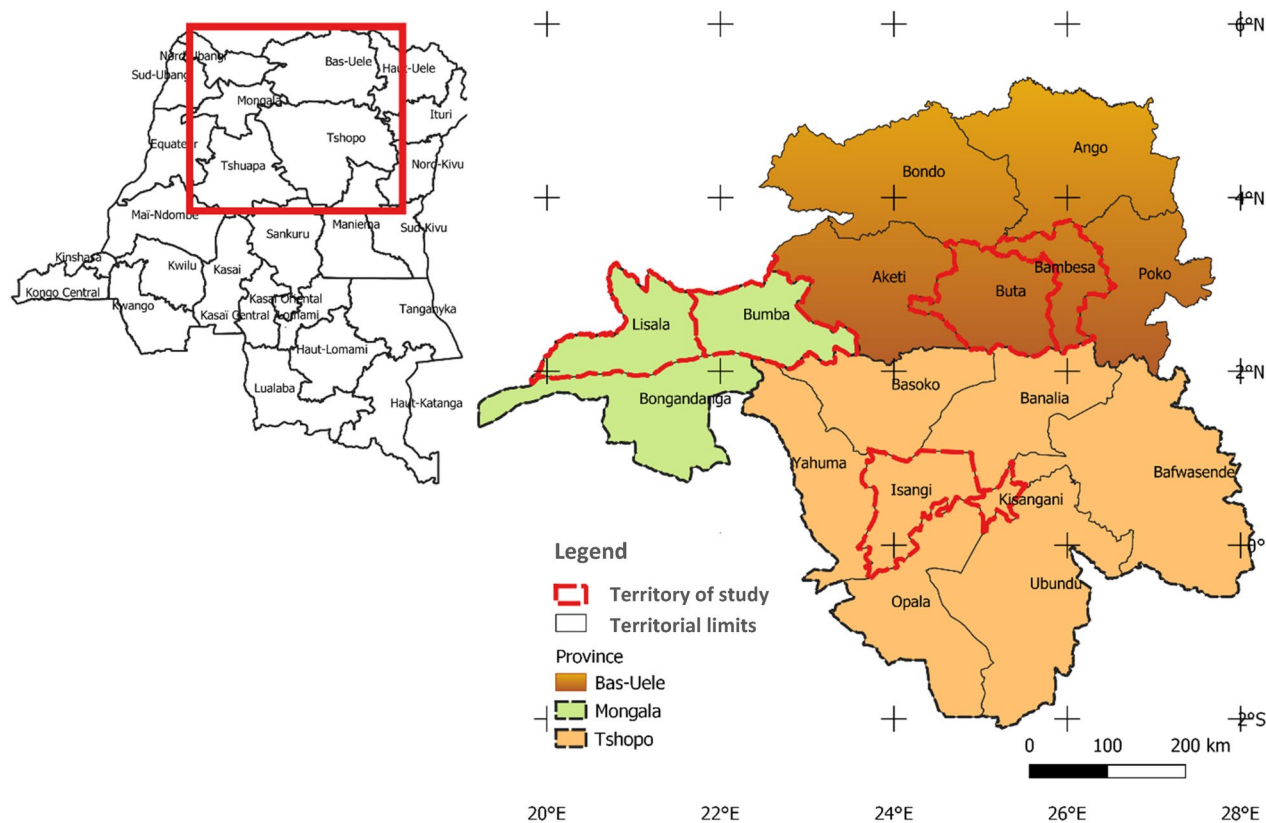 Nord-Ubangi
Sud-Ubangi
Bas-Uele
Haut-Uele
Mongala
Ituri
Equateur
Tshopo
Tshuapa
Nord-Kivu
Maï-Ndombe
Maniema
Sud-Kivu
Sankuru
Kinshasa
Kwilu
Kasai
Kongo Central
Kasaï Oriental
Kwango
Kasaï Central
Lomami
Tanganyka
Haut-Lomami
Lualaba
Haut-Katanga
6°N
Ango
Bondo
4°N
Aketi
Buta
Bambesa
Poko
Lisala
Bumba
2°N
Bongandanga
Basoko
Banalia
Yahuma
Isangi
Kisangani
Bafwasende
0°
Opala
Ubundu
2°S
Legend
Territory of study
Territorial limits
Province
Bas-Uele
Mongala
Tshopo
0 100 200 km
20°E 22°E 24°E 26°E 28°E